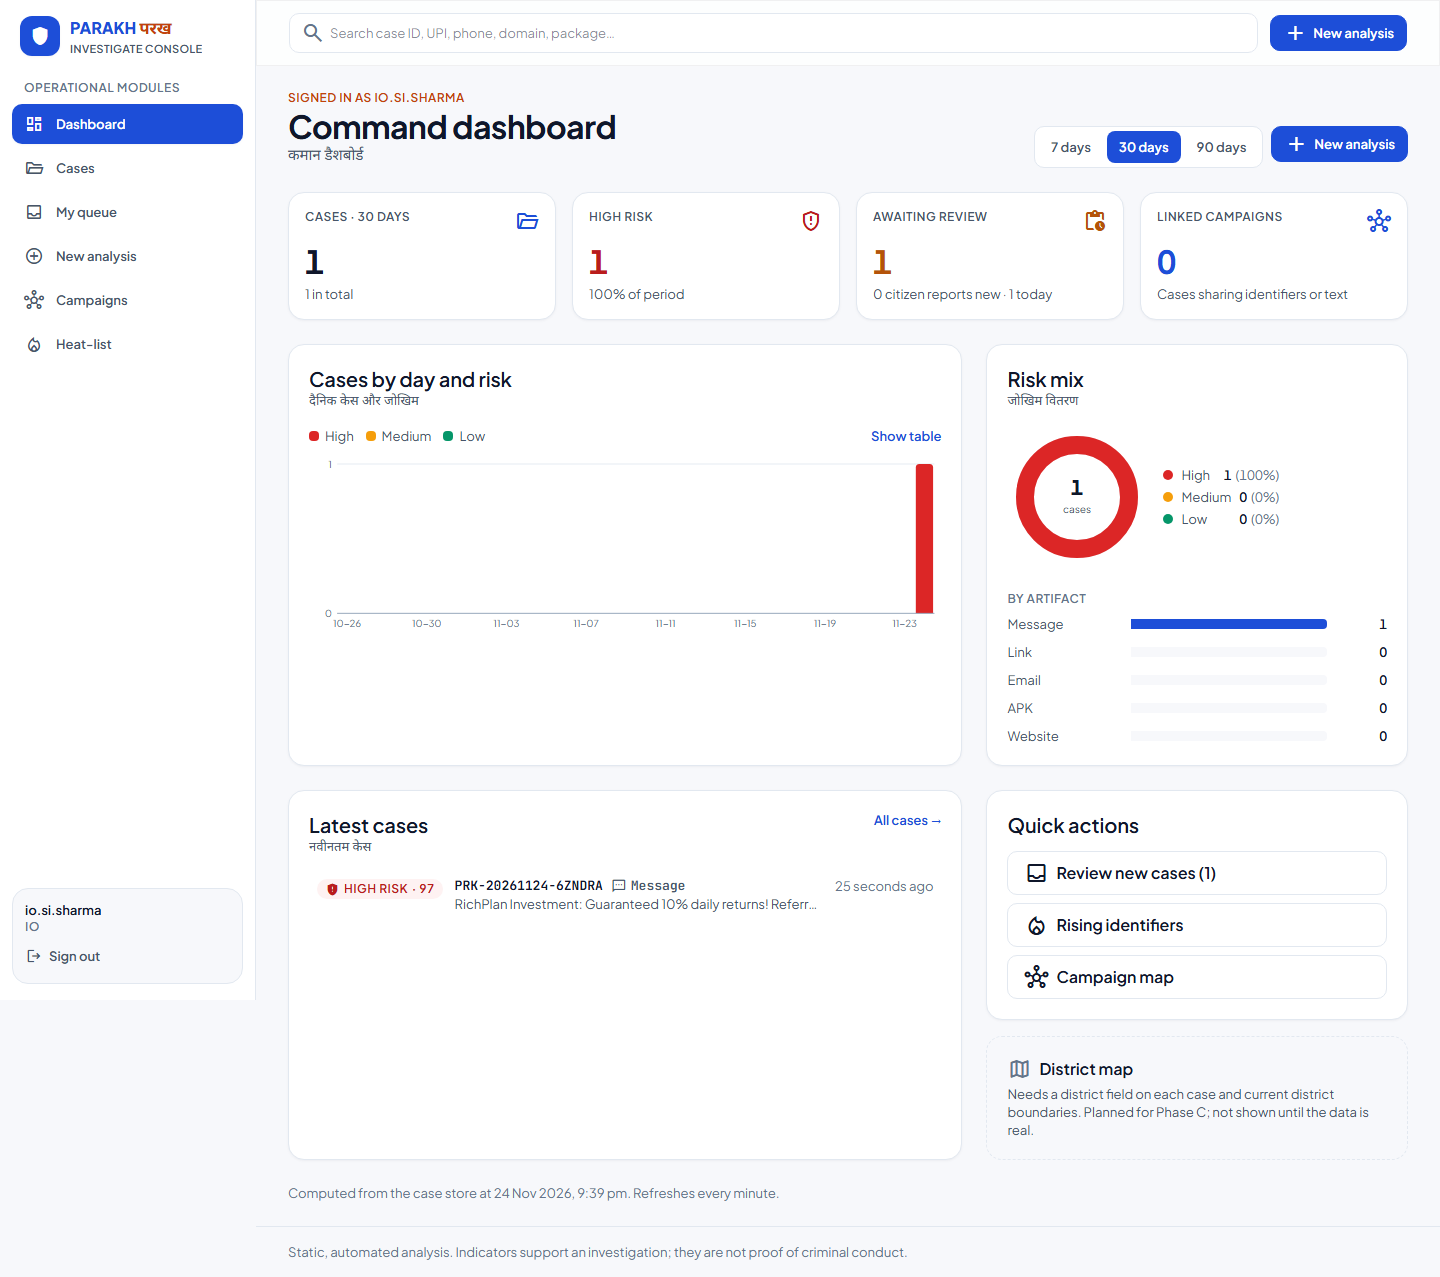 PARAKH परख
INVESTIGATE CONSOLE
OPERATIONAL MODULES
Dashboard
Cases
My queue
New analysis
Campaigns
Heat-list
io.si.sharma
IO
Sign out
Search case ID, UPI, phone, domain, package...
New analysis
SIGNED IN AS IO.SI.SHARMA
Command dashboard
कमान डैशबोर्ड
7 days
30 days
90 days
New analysis
CASES · 30 DAYS
1
1 in total
HIGH RISK
1
100% of period
AWAITING REVIEW
1
0 citizen reports new · 1 today
LINKED CAMPAIGNS
0
Cases sharing identifiers or text
Cases by day and risk
दैनिक केस और जोखिम
High Medium Low
Show table
1
0
10-26 10-30 11-03 11-07 11-11 11-15 11-19 11-23
Risk mix
जोखिम वितरण
1
cases
High 1 (100%)
Medium 0 (0%)
Low 0 (0%)
BY ARTIFACT
Message 1
Link 0
Email 0
APK 0
Website 0
Latest cases
नवीनतम केस
All cases →
HIGH RISK · 97
PRK-20261124-6ZNDRA Message
25 seconds ago
RichPlan Investment: Guaranteed 10% daily returns! Referr...
Quick actions
Review new cases (1)
Rising identifiers
Campaign map
District map
Needs a district field on each case and current district
boundaries. Planned for Phase C; not shown until the data is
real.
Computed from the case store at 24 Nov 2026, 9:39 pm. Refreshes every minute.
Static, automated analysis. Indicators support an investigation; they are not proof of criminal conduct.